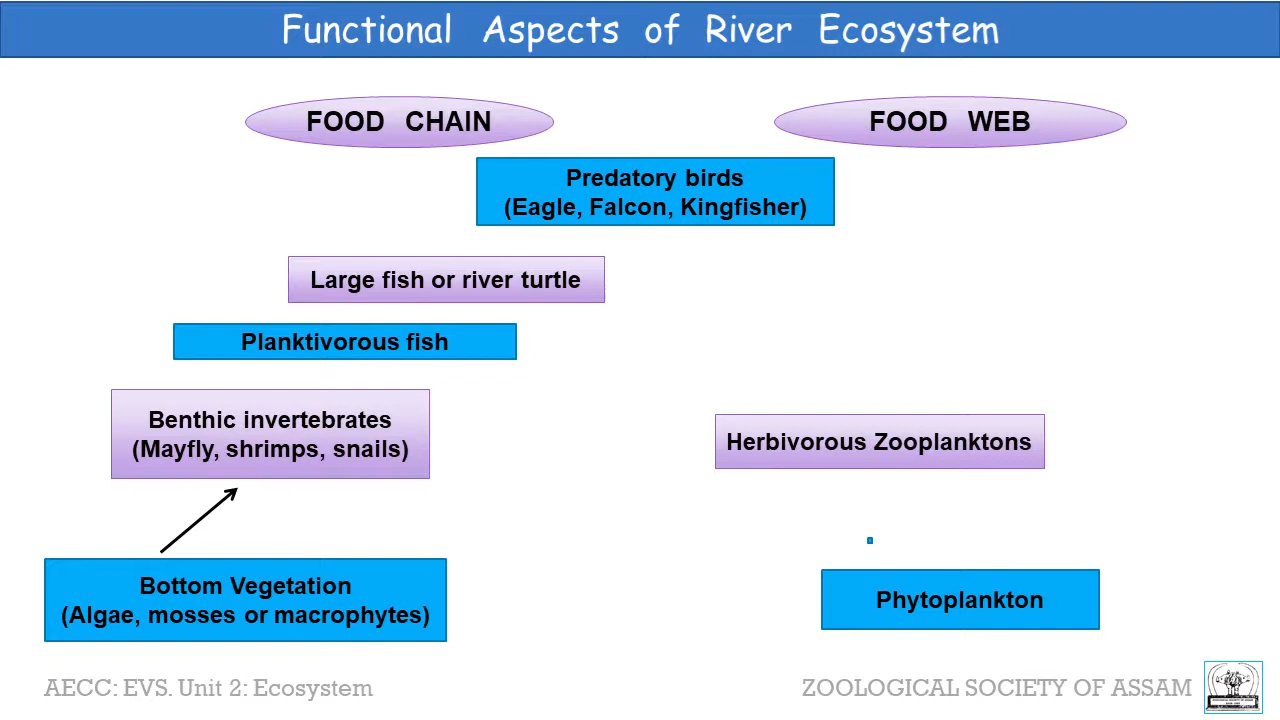 Functional Aspects of River Ecosystem
FOOD CHAIN
FOOD WEB
Predatory birds
(Eagle, Falcon, Kingfisher)
Large fish or river turtle
Planktivorous fish
Benthic invertebrates
(Mayfly, shrimps, snails)
Herbivorous Zooplanktons
Bottom Vegetation
(Algae, mosses or macrophytes)
Phytoplankton
AECC: EVS. Unit 2: Ecosystem
ZOOLOGICAL SOCIETY OF ASSAM